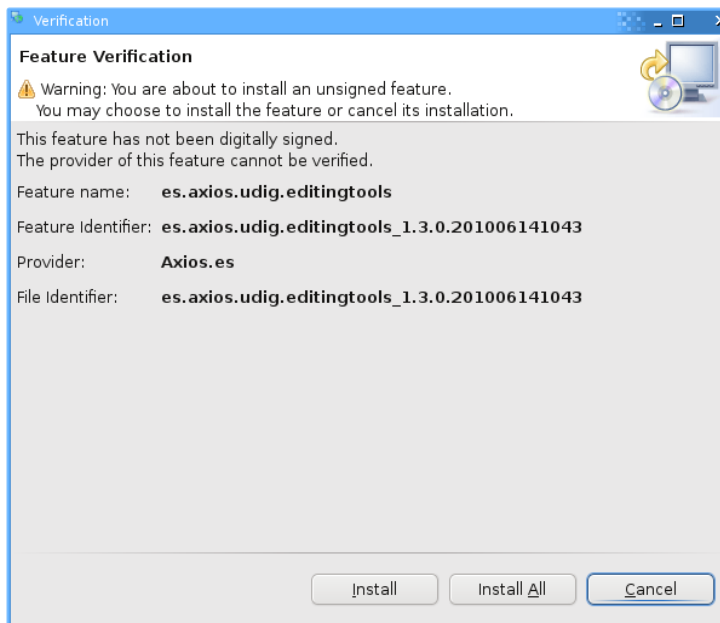 Verification
Feature Verification
Warning: You are about to install an unsigned feature.
You may choose to install the feature or cancel its installation.
This feature has not been digitally signed.
The provider of this feature cannot be verified.
Feature name: es.axios.udig.editingtools
Feature Identifier: es.axios.udig.editingtools_1.3.0.201006141043
Provider: Axios.es
File Identifier: es.axios.udig.editingtools_1.3.0.201006141043
Install Install All Cancel